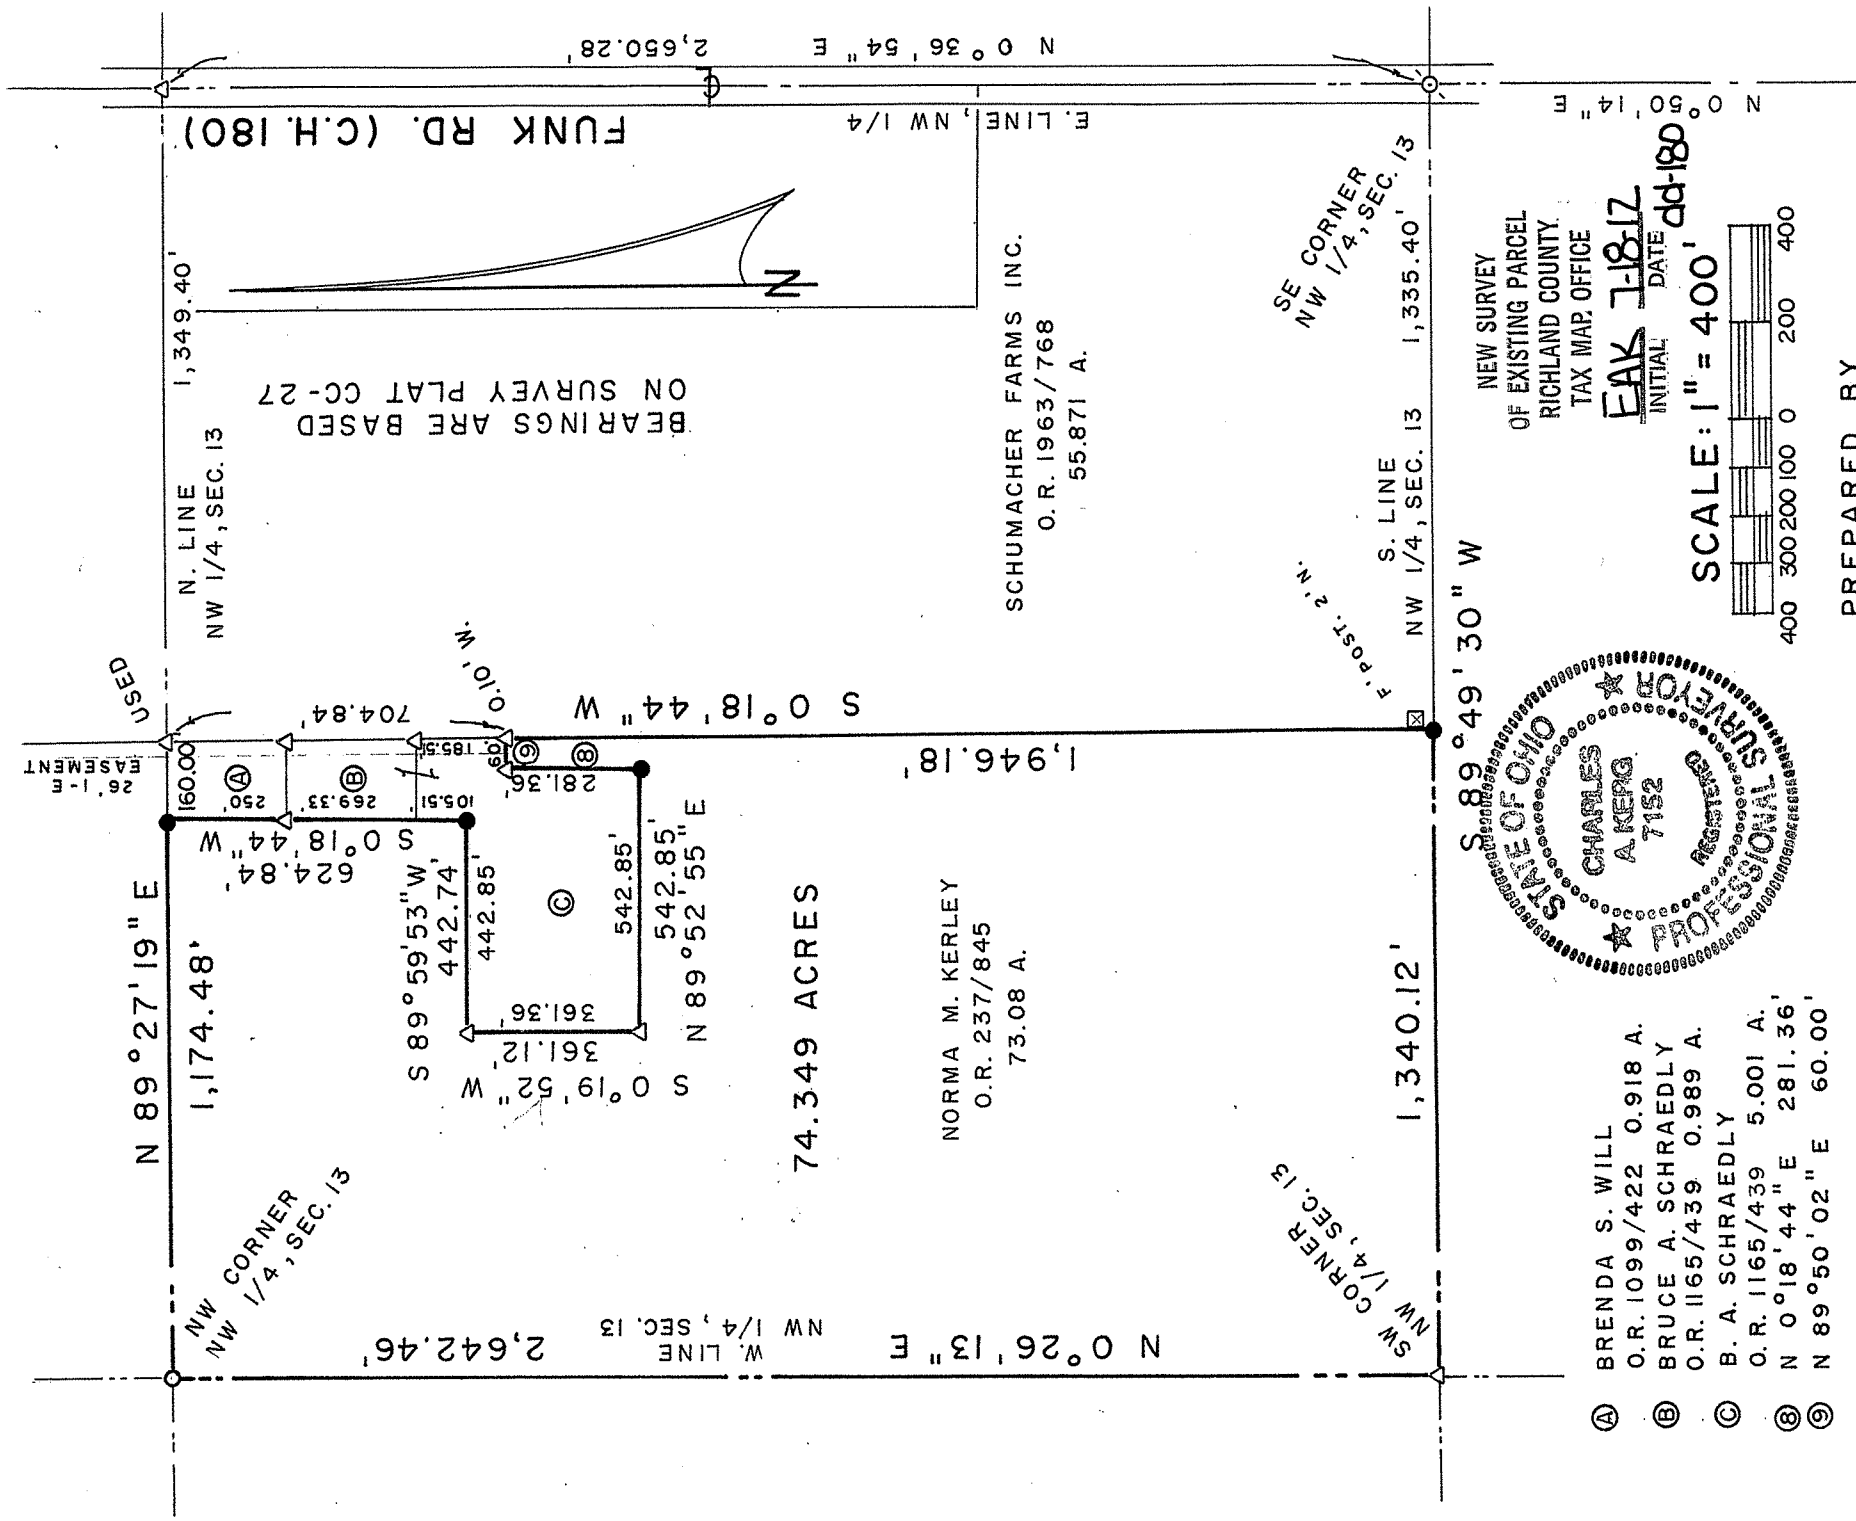 N 0°36'54" E
2,650.28'
FUNK RD. (C.H. 180)
E. LINE, NW 1/4
N 0°50'14" E
1,349.40'
N. LINE
NW 1/4, SEC. 13
BEARINGS ARE BASED
ON SURVEY PLAT CC-27
N
SCHUMACHER FARMS INC.
O. R. 1963/768
55.871 A.
SE CORNER
NW 1/4, SEC. 13
1,335.40'
S. LINE
NW 1/4, SEC. 13
F' POST. 2' N.
USED
26' I-E
EASEMENT
704.84'
0.10' W.
160.00'
A
250'
B
269.33'
105.51'
185.51'
60.'
9
8
281.36'
S 0°18'44" W
624.84'
S 0°18'44" W
1,946.18'
N 89°27'19" E
1,174.48'
S 89°59'53" W
442.74'
442.85'
C
361.36'
361.12'
S 0°19'52" W
542.85'
542.85'
N 89°52'55" E
74.349 ACRES
NORMA M. KERLEY
O.R. 237/845
73.08 A.
NW CORNER
NW 1/4, SEC. 13
W. LINE
NW 1/4, SEC. 13
2,642.46'
N 0°26'13" E
SW CORNER
NW 1/4, SEC. 13
1,340.12'
S 89°49'30" W
NEW SURVEY
OF EXISTING PARCEL
RICHLAND COUNTY
TAX MAP OFFICE
EAK 7-18-12
INITIAL DATE
dd-180
SCALE: 1" = 400'
400 300 200 100 0 200 400
PREPARED BY
STATE OF OHIO
CHARLES
A KERG
7152
REGISTERED
PROFESSIONAL SURVEYOR
A BRENDA S. WILL
O.R. 1099/422 0.918 A.
B BRUCE A. SCHRAEDLY
O.R. 1165/439 0.989 A.
C B. A. SCHRAEDLY
O. R. 1165/439 5.001 A.
8 N 0°18'44" E 281.36'
9 N 89°50'02" E 60.00'